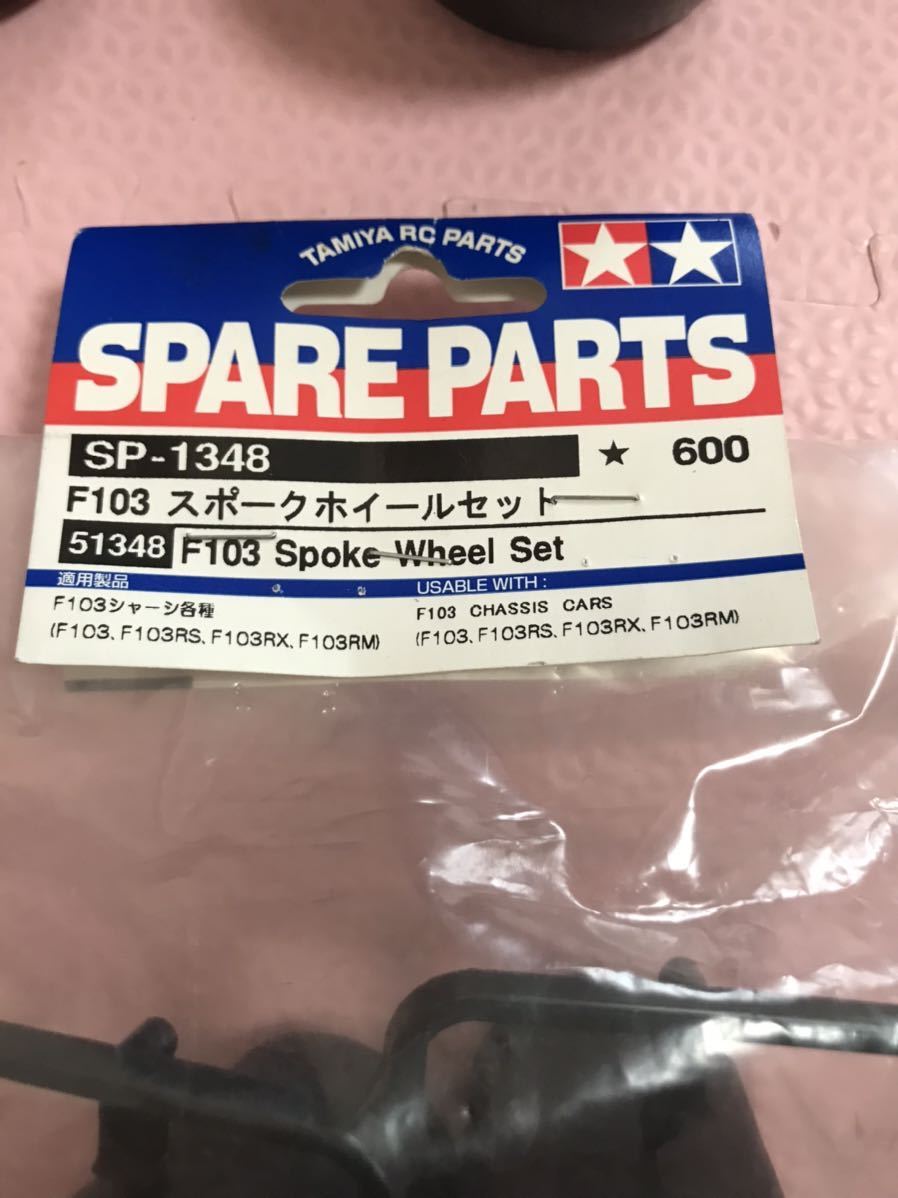 TAMIYA RC PARTS
SPARE PARTS
SP-1348 ★ 600
F103 スポークホイールセット
51348 F103 Spoke Wheel Set
適用製品
F103シャーシ各種
(F103、F103RS、F103RX、F103RM)
USABLE WITH :
F103 CHASSIS CARS
(F103、F103RS、F103RX、F103RM)